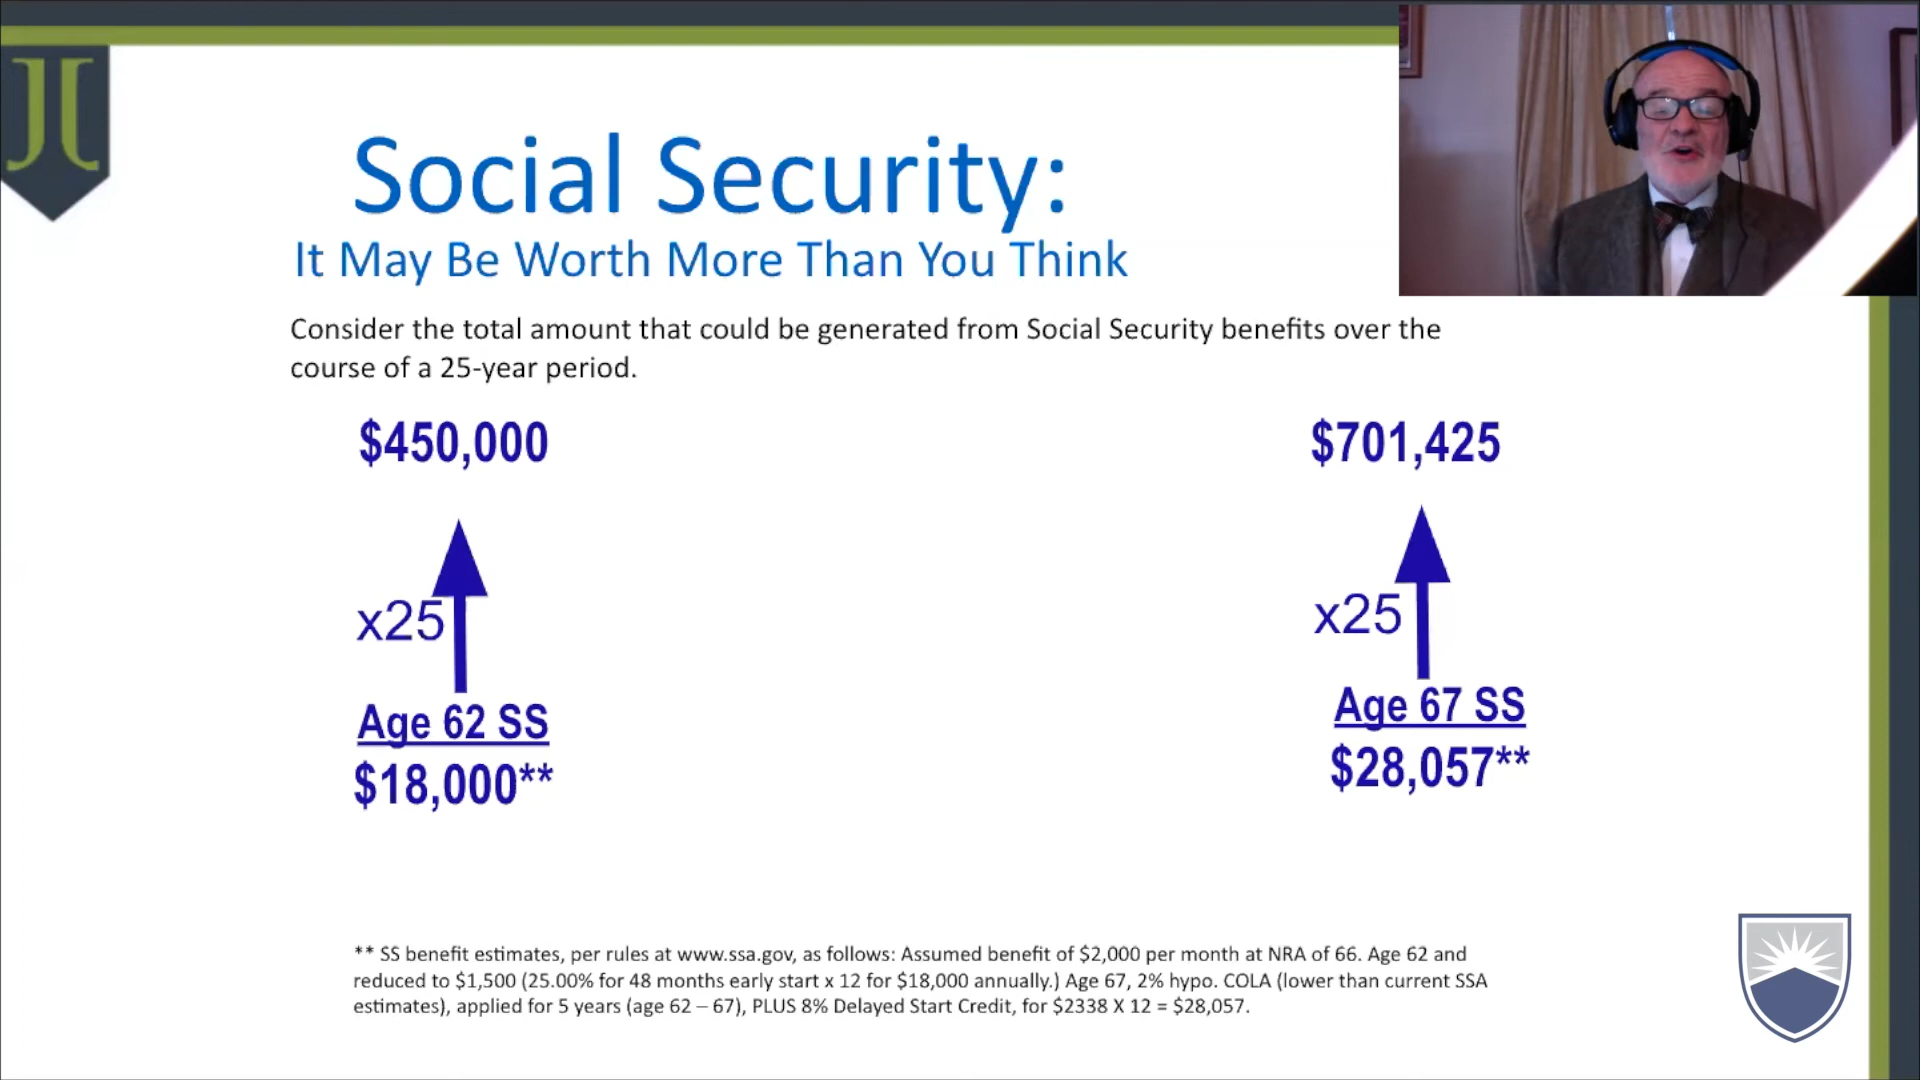 Social Security:
It May Be Worth More Than You Think
Consider the total amount that could be generated from Social Security benefits over the
course of a 25-year period.
$450,000
x25
Age 62 SS
$18,000**
$701,425
x25
Age 67 SS
$28,057**
** SS benefit estimates, per rules at www.ssa.gov, as follows: Assumed benefit of $2,000 per month at NRA of 66. Age 62 and
reduced to $1,500 (25.00% for 48 months early start x 12 for $18,000 annually.) Age 67, 2% hypo. COLA (lower than current SSA
estimates), applied for 5 years (age 62 – 67), PLUS 8% Delayed Start Credit, for $2338 X 12 = $28,057.